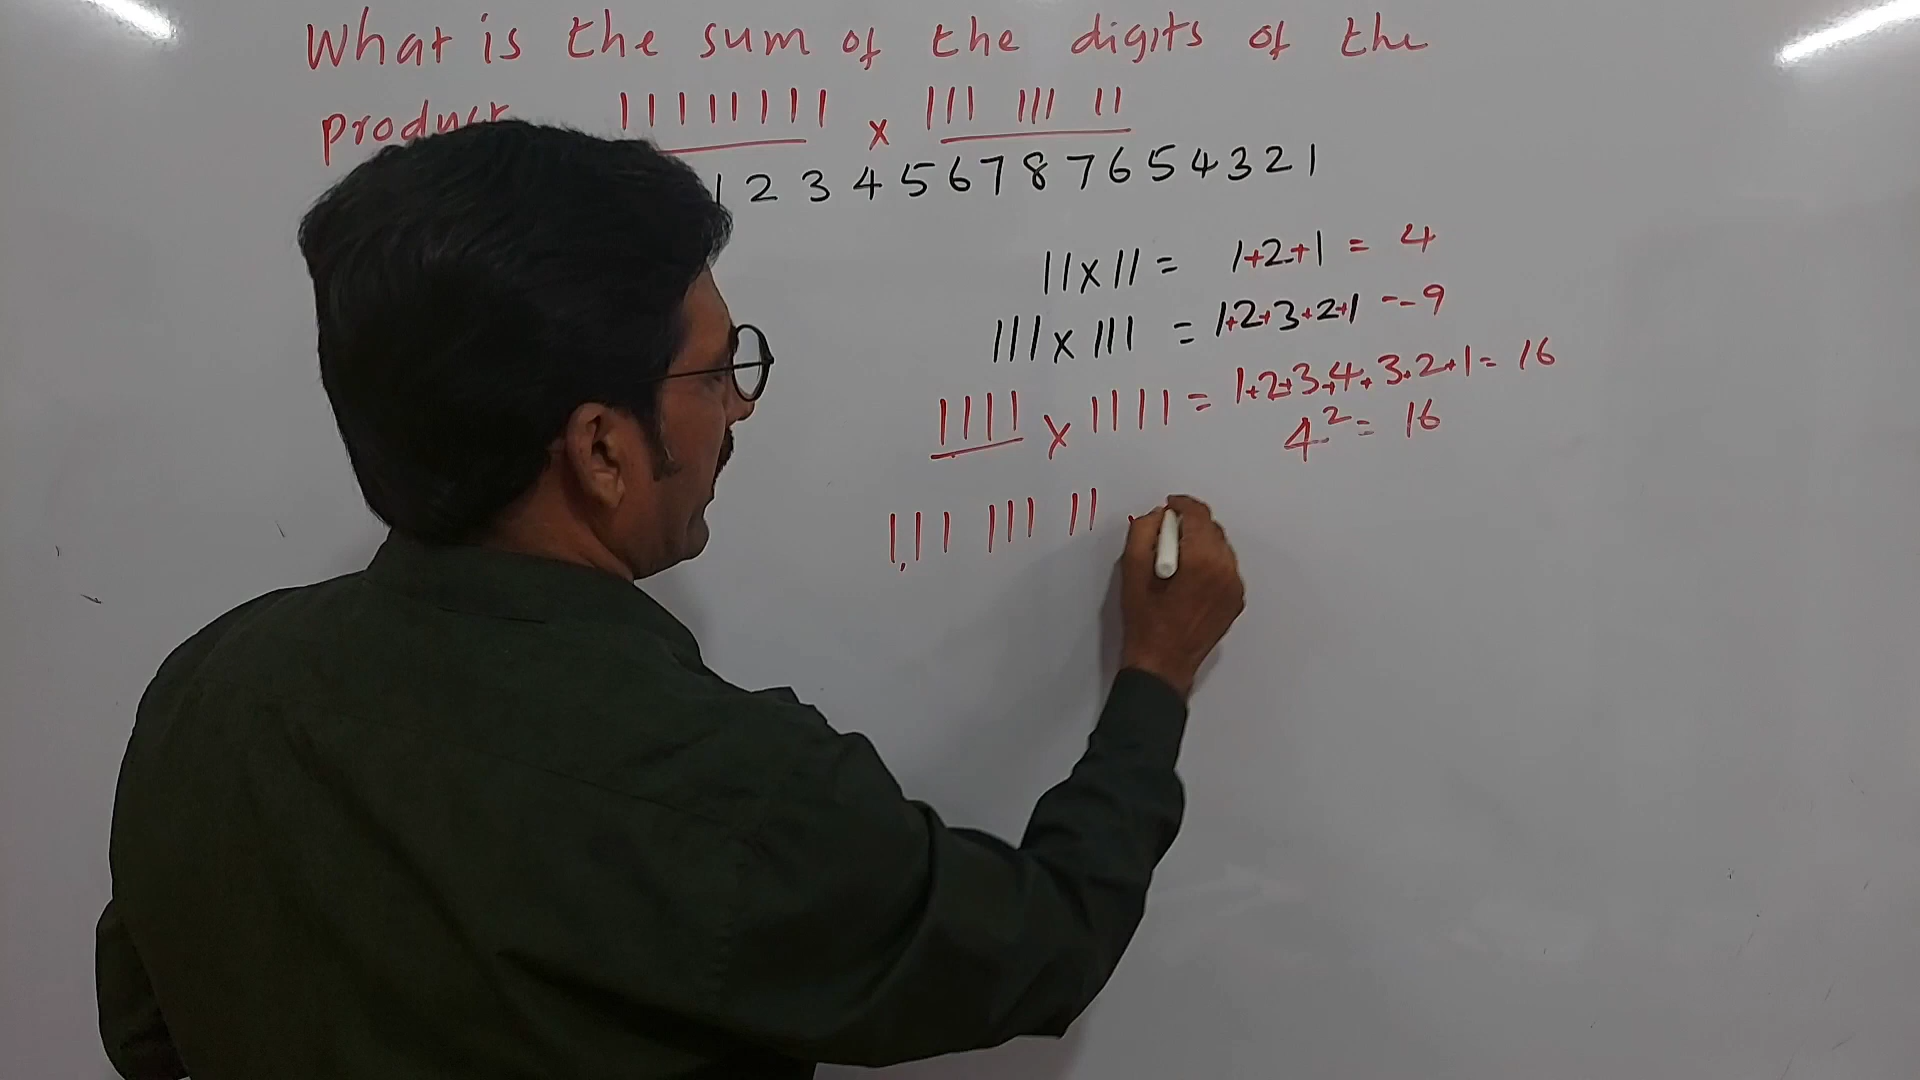 What is the sum of the digits of the
product 11111111 x 111 111 11
1 2 3 4 5 6 7 8 7 6 5 4 3 2 1
11 x 11 = 1+2+1 = 4
111 x 111 = 1+2+3+2+1 -- 9
1111 x 1111 = 1+2+3+4+3+2+1 = 16
4² = 16
111 111 11